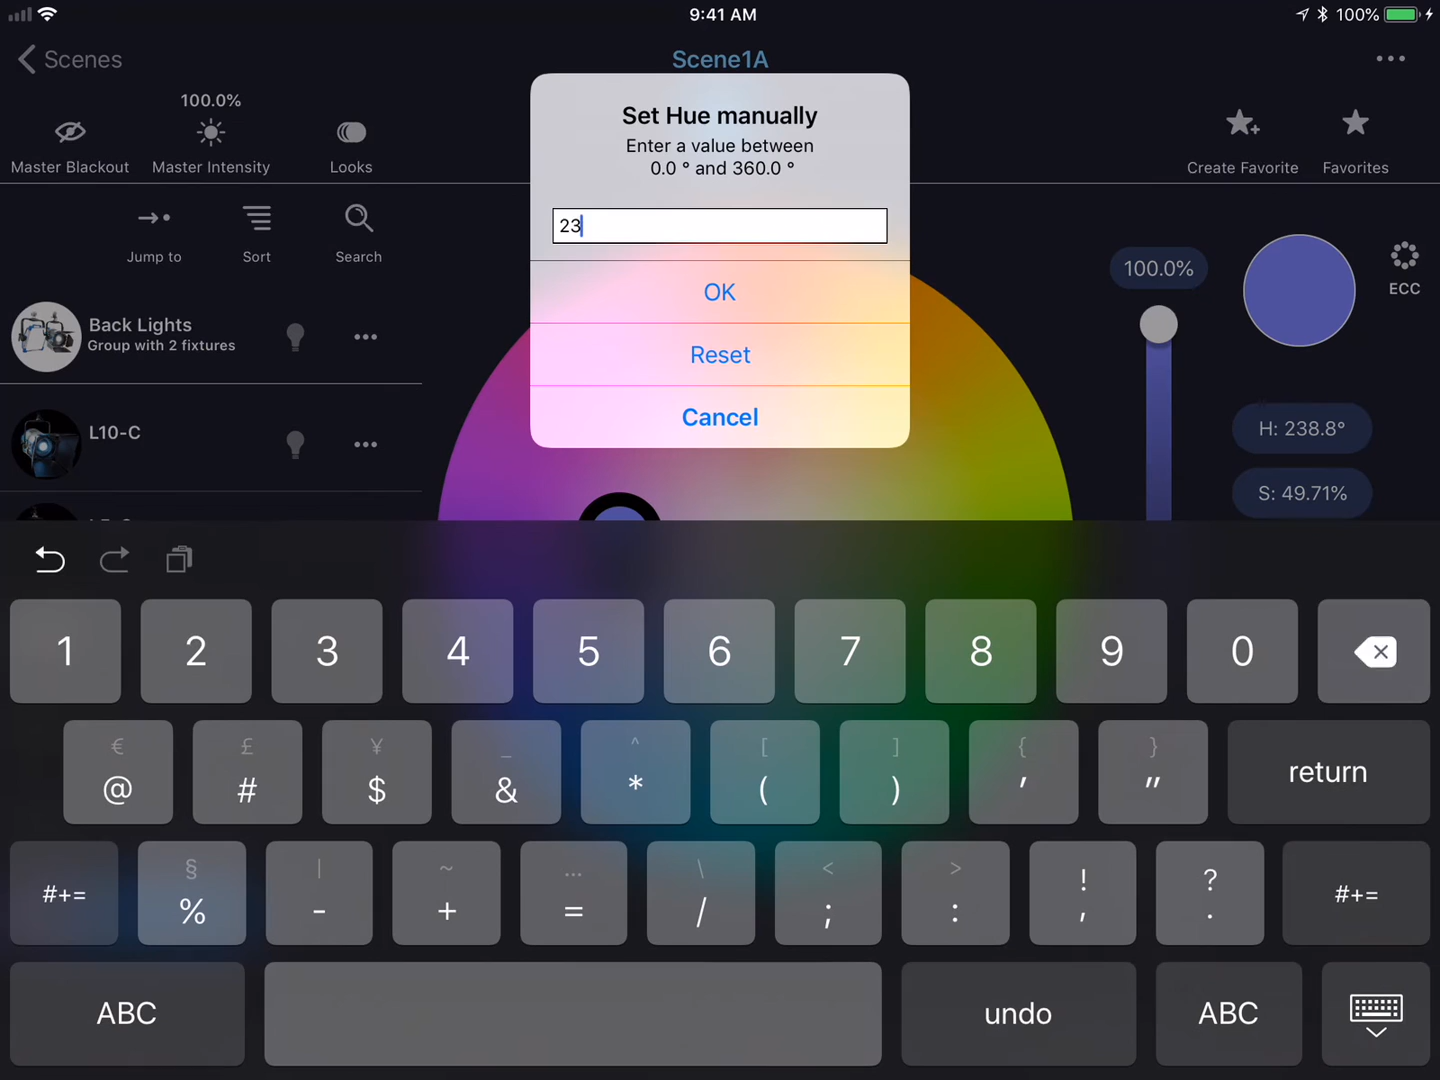 9:41 AM
100%
Scenes
Scene1A
100.0%
Master Blackout
Master Intensity
Looks
Create Favorite
Favorites
Set Hue manually
Enter a value between
0.0 ° and 360.0 °
23
OK
Reset
Cancel
Jump to
Sort
Search
Back Lights
Group with 2 fixtures
L10-C
100.0%
ECC
H: 238.8°
S: 49.71%
1 2 3 4 5 6 7 8 9 0
€ £ ¥ _ ^ [ ] { }
@ # $ & * ( ) ' " return
§ | ~ … \ < > ! ?
#+= % - + = / ; : , . #+=
ABC undo ABC